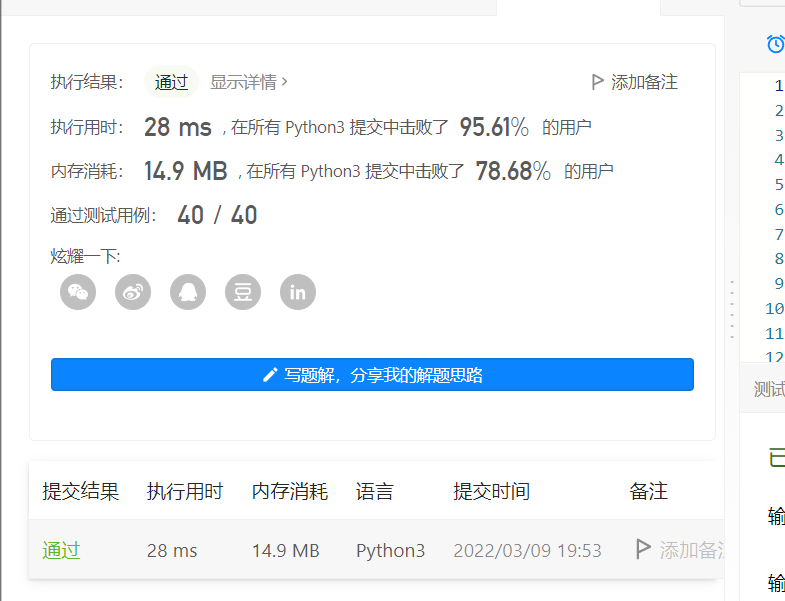 执行结果： 通过 显示详情 >
添加备注
执行用时： 28 ms , 在所有 Python3 提交中击败了 95.61% 的用户
内存消耗： 14.9 MB , 在所有 Python3 提交中击败了 78.68% 的用户
通过测试用例： 40 / 40
炫耀一下:
豆 in
写题解，分享我的解题思路
提交结果 执行用时 内存消耗 语言 提交时间 备注
通过 28 ms 14.9 MB Python3 2022/03/09 19:53 添加备
1
2
3
4
5
6
7
8
9
10
11
12
测试
已
输
输